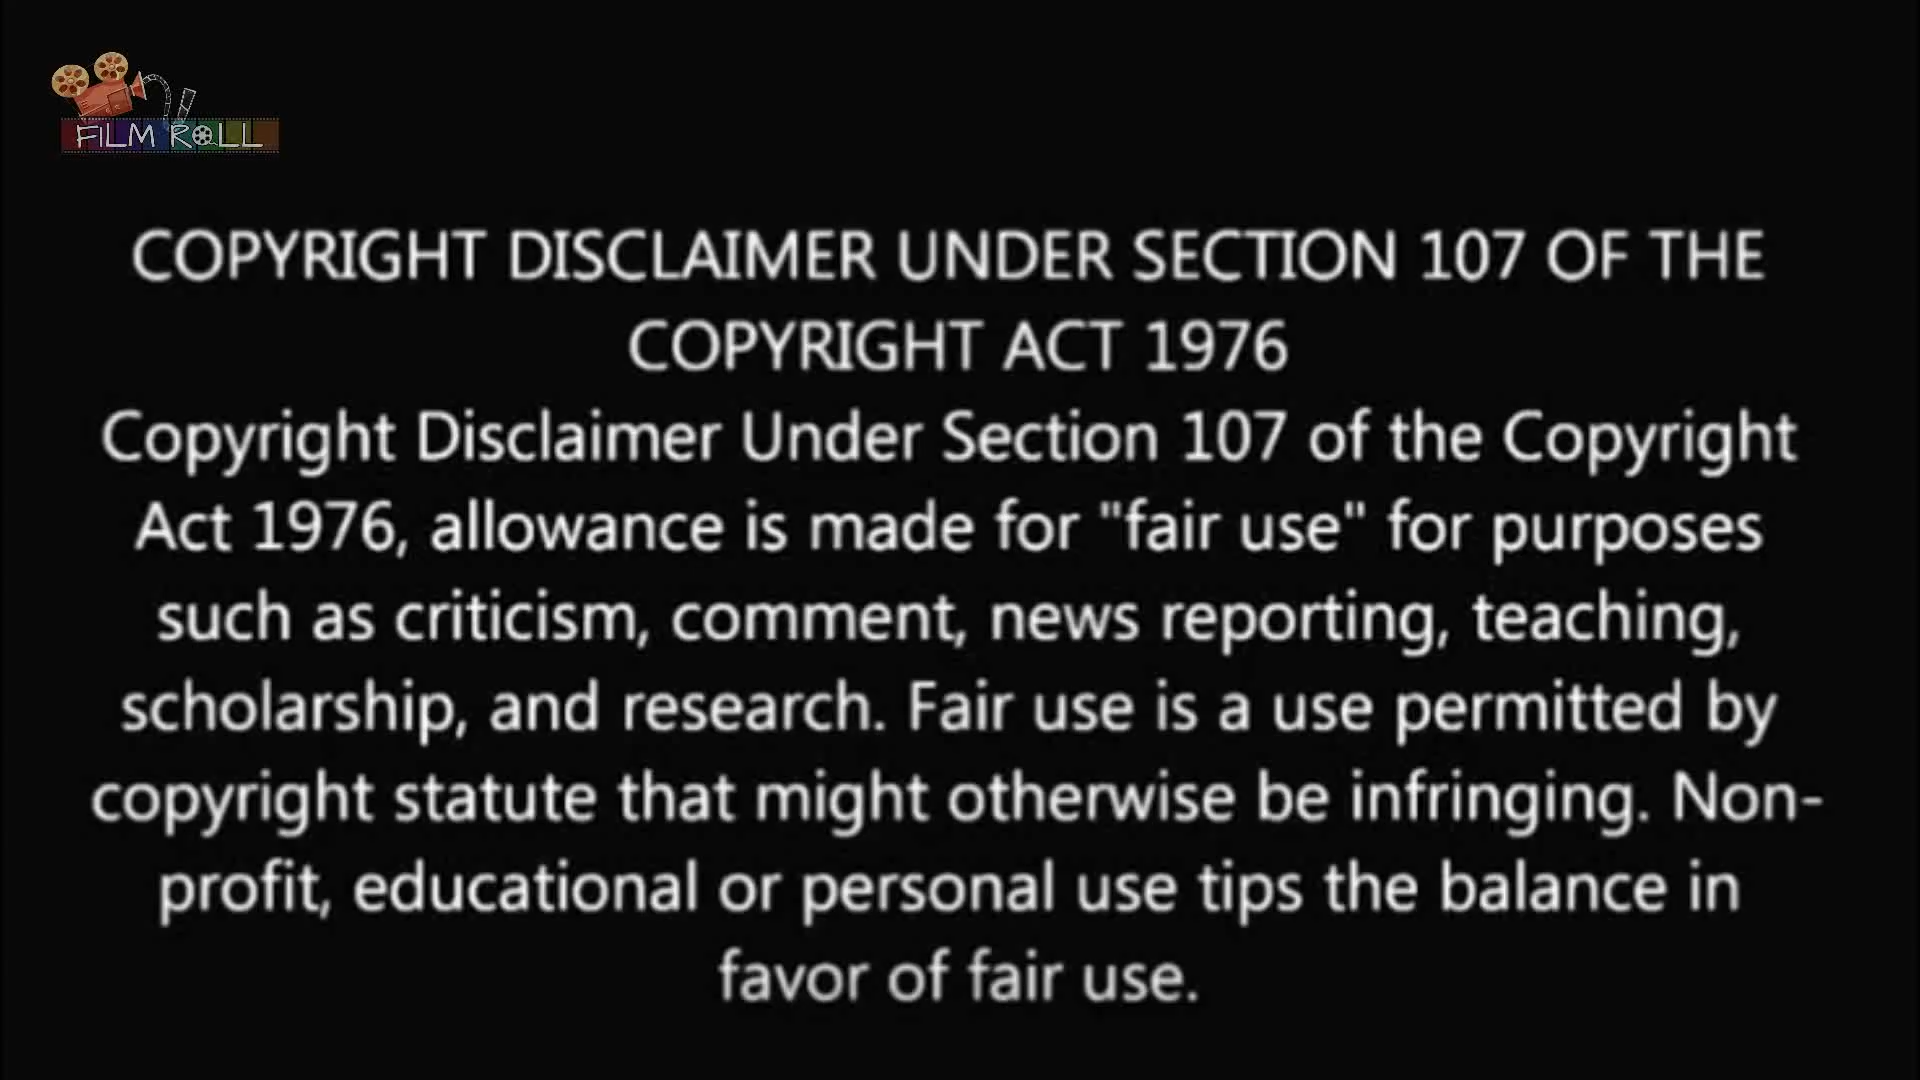 FILM ROLL
COPYRIGHT DISCLAIMER UNDER SECTION 107 OF THE
COPYRIGHT ACT 1976
Copyright Disclaimer Under Section 107 of the Copyright
Act 1976, allowance is made for "fair use" for purposes
such as criticism, comment, news reporting, teaching,
scholarship, and research. Fair use is a use permitted by
copyright statute that might otherwise be infringing. Non-
profit, educational or personal use tips the balance in
favor of fair use.